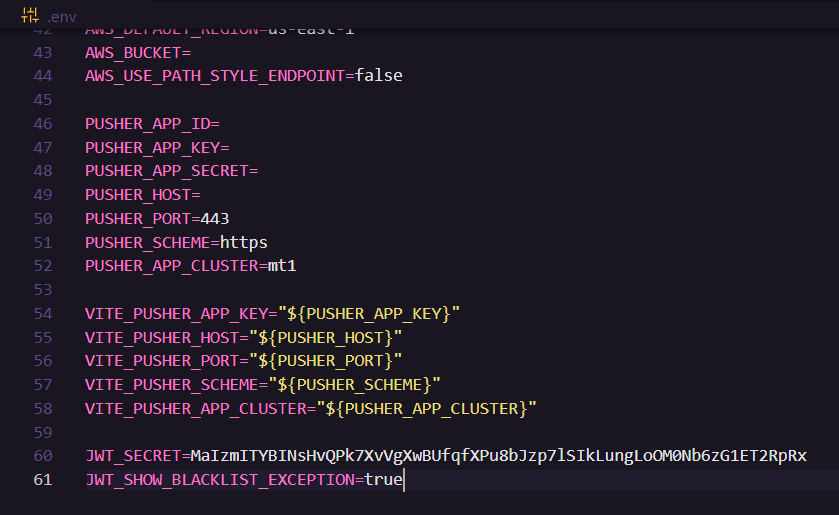 .env
42 AWS_DEFAULT_REGION=us-east-1
43 AWS_BUCKET=
44 AWS_USE_PATH_STYLE_ENDPOINT=false
45
46 PUSHER_APP_ID=
47 PUSHER_APP_KEY=
48 PUSHER_APP_SECRET=
49 PUSHER_HOST=
50 PUSHER_PORT=443
51 PUSHER_SCHEME=https
52 PUSHER_APP_CLUSTER=mt1
53
54 VITE_PUSHER_APP_KEY="${PUSHER_APP_KEY}"
55 VITE_PUSHER_HOST="${PUSHER_HOST}"
56 VITE_PUSHER_PORT="${PUSHER_PORT}"
57 VITE_PUSHER_SCHEME="${PUSHER_SCHEME}"
58 VITE_PUSHER_APP_CLUSTER="${PUSHER_APP_CLUSTER}"
59
60 JWT_SECRET=MaIzmITYBINsHvQPk7XvVgXwBUfqfXPu8bJzp7lSIkLungLoOM0Nb6zG1ET2RpRx
61 JWT_SHOW_BLACKLIST_EXCEPTION=true